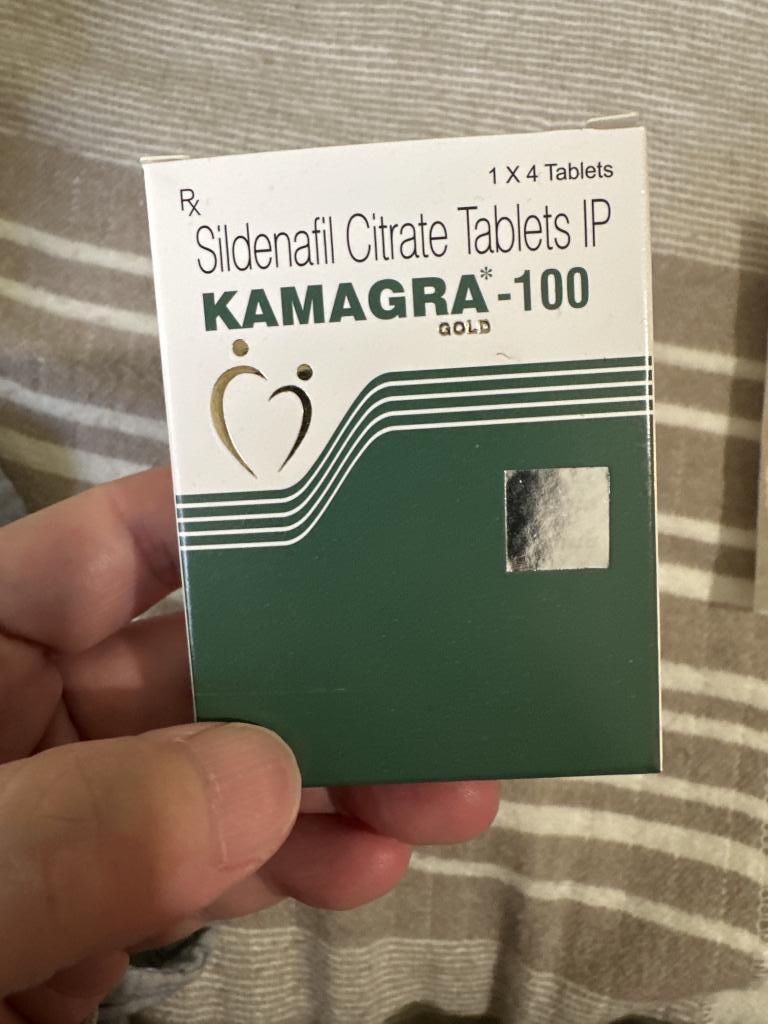 1 X 4 Tablets
Rx
Sildenafil Citrate Tablets IP
KAMAGRA*-100
GOLD